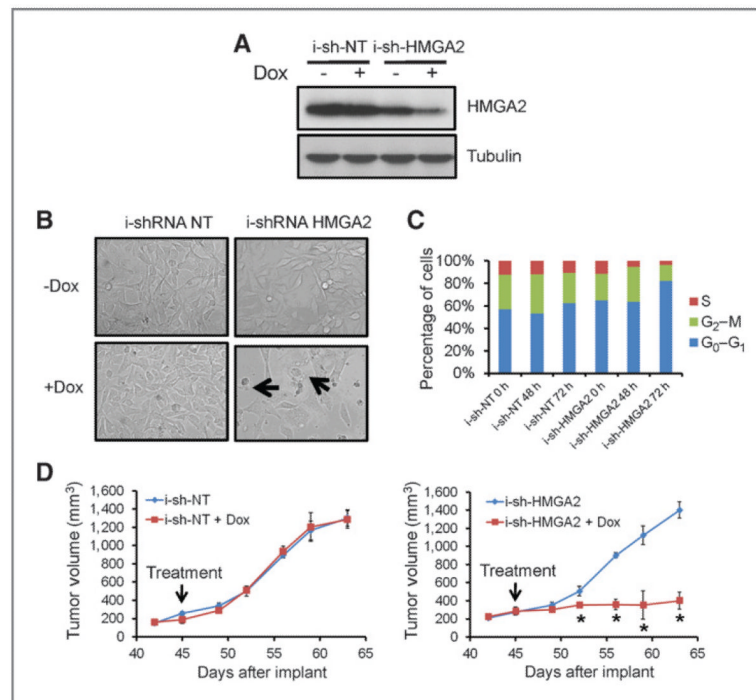 A
i-sh-NT i-sh-HMGA2
Dox - + - +
HMGA2
Tubulin
B
i-shRNA NT i-shRNA HMGA2
-Dox
+Dox
C
Percentage of cells
100%
80%
60%
40%
20%
0%
S
G₂–M
G₀–G₁
i-sh-NT 0 h
i-sh-NT 48 h
i-sh-NT 72 h
i-sh-HMGA2 0 h
i-sh-HMGA2 48 h
i-sh-HMGA2 72 h
D
Tumor volume (mm³)
1,600
1,400
1,200
1,000
800
600
400
200
0
i-sh-NT
i-sh-NT + Dox
Treatment
40 45 50 55 60 65
Days after implant
Tumor volume (mm³)
1,600
1,400
1,200
1,000
800
600
400
200
0
i-sh-HMGA2
i-sh-HMGA2 + Dox
Treatment
* * * *
40 45 50 55 60 65
Days after implant